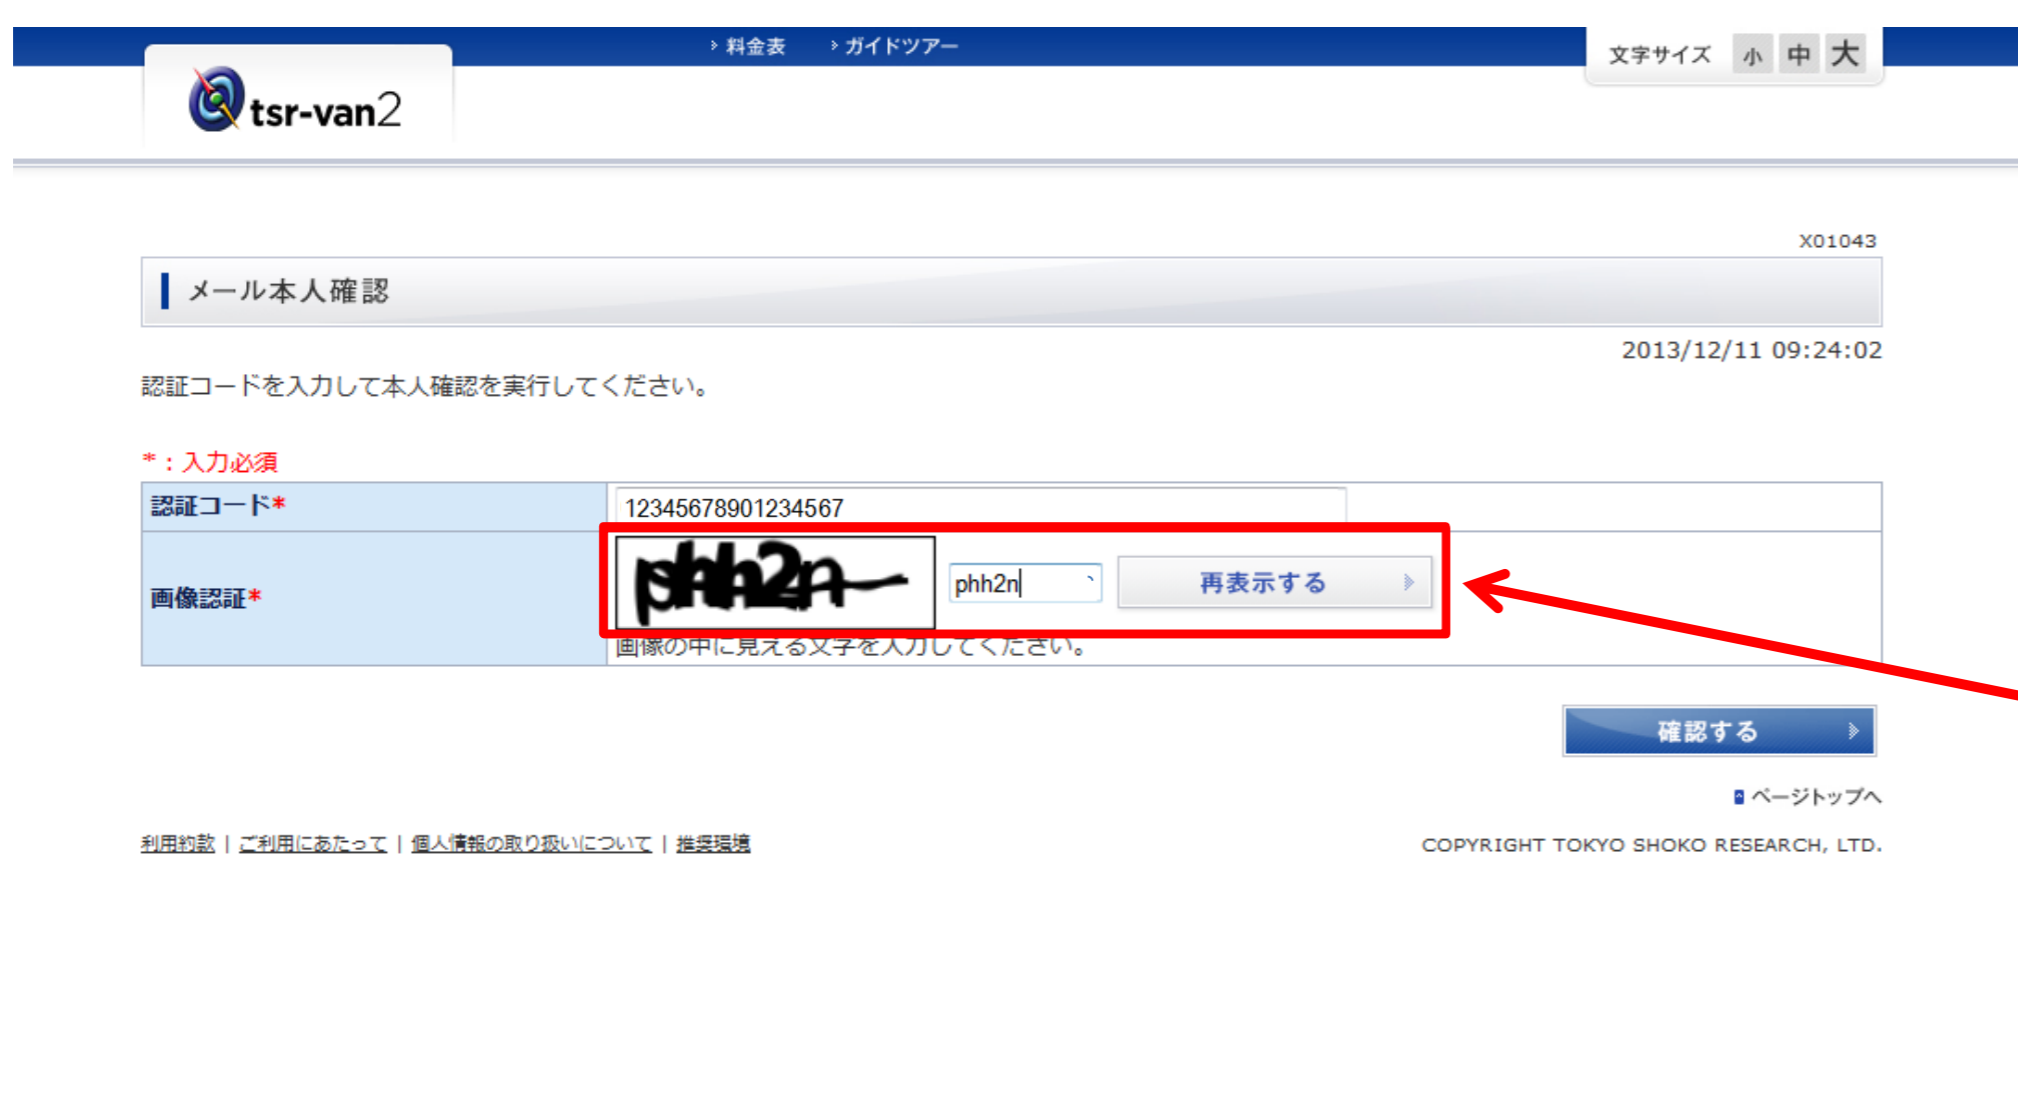 料金表 ガイドツアー 文字サイズ 小 中 大
tsr-van2
X01043
メール本人確認
2013/12/11 09:24:02
認証コードを入力して本人確認を実行してください。
*：入力必須
認証コード* 12345678901234567
画像認証* phh2n phh2n 再表示する
画像の中に見える文字を入力してください。
確認する
ページトップへ
利用約款 | ご利用にあたって | 個人情報の取り扱いについて | 推奨環境 COPYRIGHT TOKYO SHOKO RESEARCH, LTD.